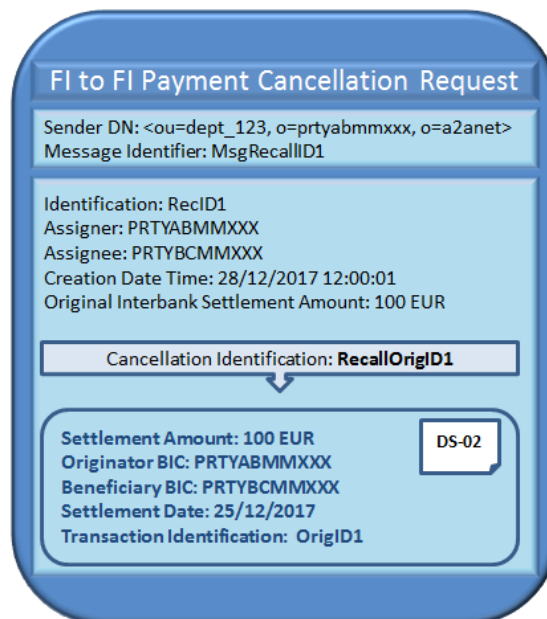 FI to FI Payment Cancellation Request
Sender DN: <ou=dept_123, o=prtyabmmxxx, o=a2anet>
Message Identifier: MsgRecallID1
Identification: RecID1
Assigner: PRTYABMMXXX
Assignee: PRTYBCMMXXX
Creation Date Time: 28/12/2017 12:00:01
Original Interbank Settlement Amount: 100 EUR
Cancellation Identification: RecallOrigID1
Settlement Amount: 100 EUR
DS-02
Originator BIC: PRTYABMMXXX
Beneficiary BIC: PRTYBCMMXXX
Settlement Date: 25/12/2017
Transaction Identification: OrigID1